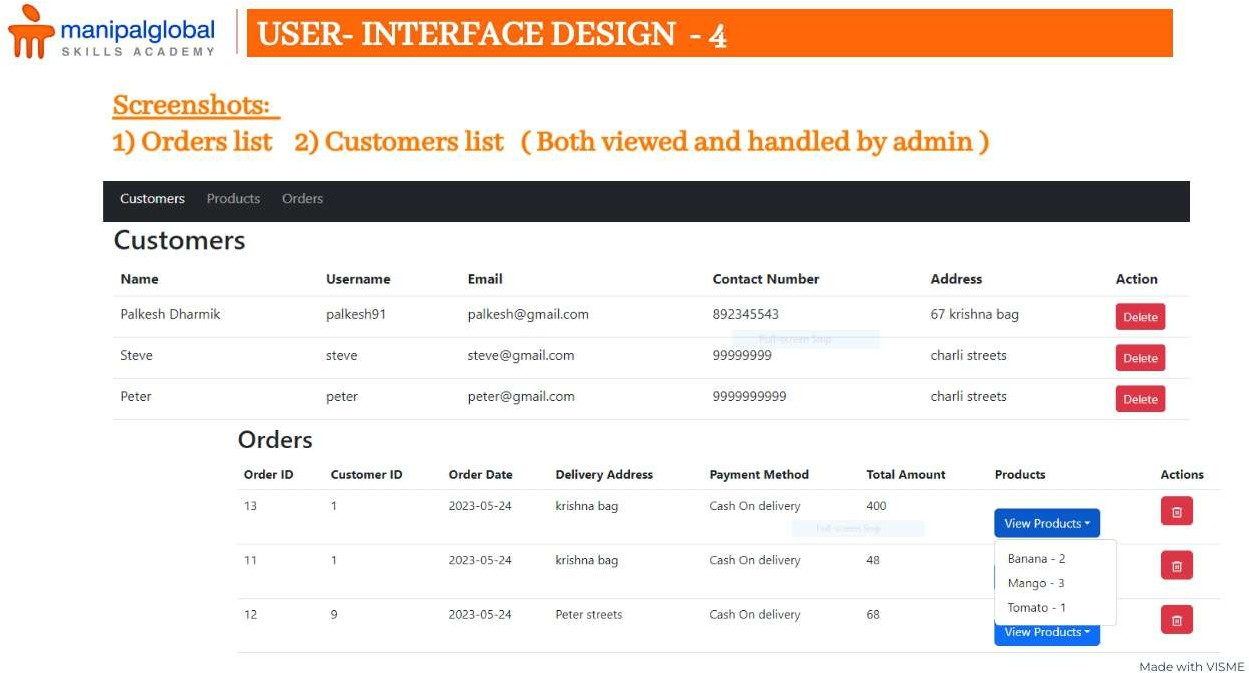 manipalglobal
SKILLS ACADEMY
USER- INTERFACE DESIGN - 4
Screenshots:
1) Orders list 2) Customers list ( Both viewed and handled by admin )
Customers Products Orders
Customers
Name Username Email Contact Number Address Action
Palkesh Dharmik palkesh91 palkesh@gmail.com 892345543 67 krishna bag Delete
Full-screen Snip
Steve steve steve@gmail.com 99999999 charli streets Delete
Peter peter peter@gmail.com 9999999999 charli streets Delete
Orders
Order ID Customer ID Order Date Delivery Address Payment Method Total Amount Products Actions
13 1 2023-05-24 krishna bag Cash On delivery 400 View Products
Full-screen Snip
11 1 2023-05-24 krishna bag Cash On delivery 48
Banana - 2
Mango - 3
Tomato - 1
12 9 2023-05-24 Peter streets Cash On delivery 68 View Products
Made with VISME